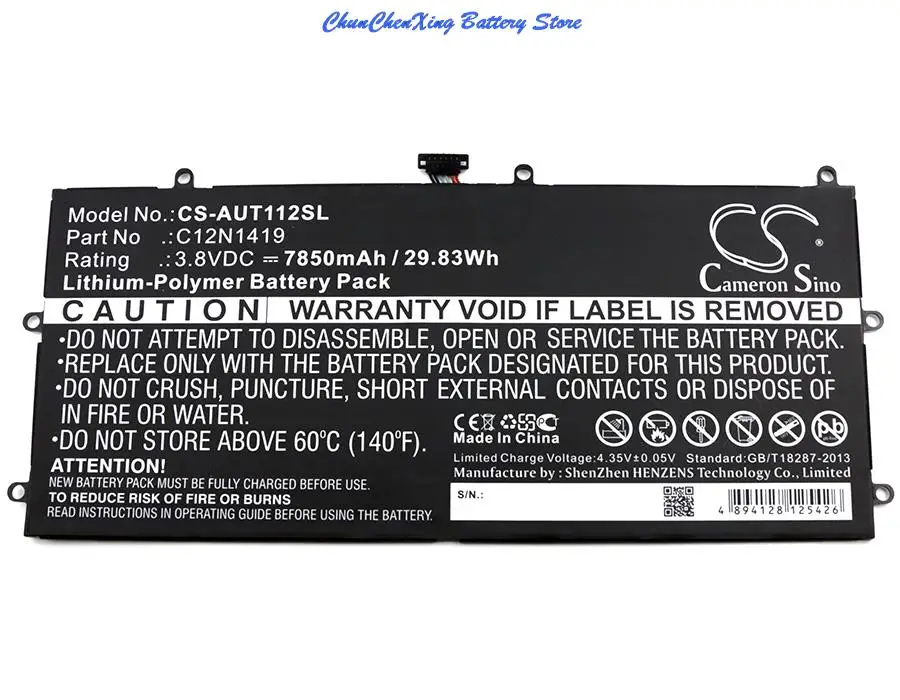 ChunChenXing Battery Store
Model No.: CS-AUT112SL
Part No .: C12N1419
Rating .: 3.8VDC ⎓ 7850mAh / 29.83Wh
Lithium-Polymer Battery Pack
CS
Cameron Sino
CAUTION WARRANTY VOID IF LABEL IS REMOVED
•DO NOT ATTEMPT TO DISASSEMBLE, OPEN OR SERVICE THE BATTERY PACK.
•REPLACE ONLY WITH THE BATTERY PACK DESIGNATED FOR THIS PRODUCT.
•DO NOT CRUSH, PUNCTURE, SHORT EXTERNAL CONTACTS OR DISPOSE OF
IN FIRE OR WATER.
•DO NOT STORE ABOVE 60ºC (140ºF).
CE PCT
Made In China
Pb
Limited Charge Voltage:4.35V±0.05V Standard:GB/T18287-2013
Manufacture by : ShenZhen HENZENS Technology Co., Limited
ATTENTION!
NEW BATTERY PACK MUST BE FULLY CHARGED BEFORE USE.
TO REDUCE RISK OF FIRE OR BURNS
READ INSTRUCTIONS IN OPERATING GUIDE BEFORE USING THE BATTERY.
S/N.:
4 894128 125426